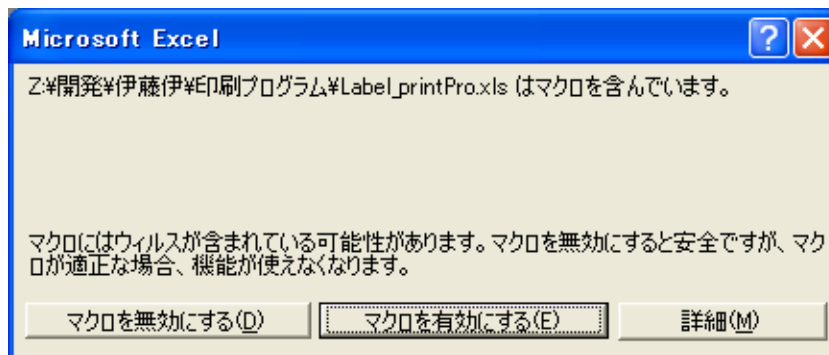 Microsoft Excel
Z:¥開発¥伊藤伊¥印刷プログラム¥Label_printPro.xls はマクロを含んでいます。
マクロにはウィルスが含まれている可能性があります。マクロを無効にすると安全ですが、マク
ロが適正な場合、機能が使えなくなります。
マクロを無効にする(D) マクロを有効にする(E) 詳細(M)